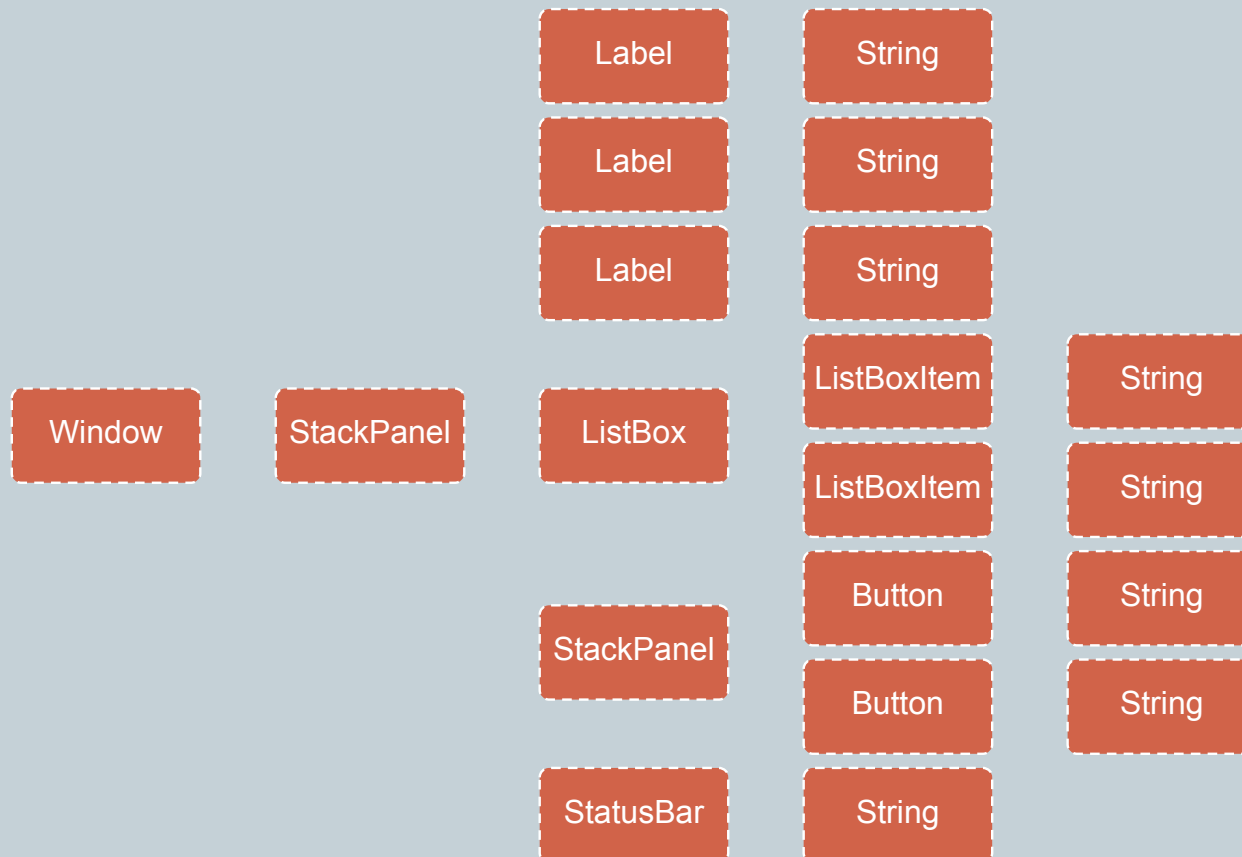 Label String
Label String
Label String
ListBoxItem String
Window StackPanel ListBox
ListBoxItem String
Button String
StackPanel
Button String
StatusBar String